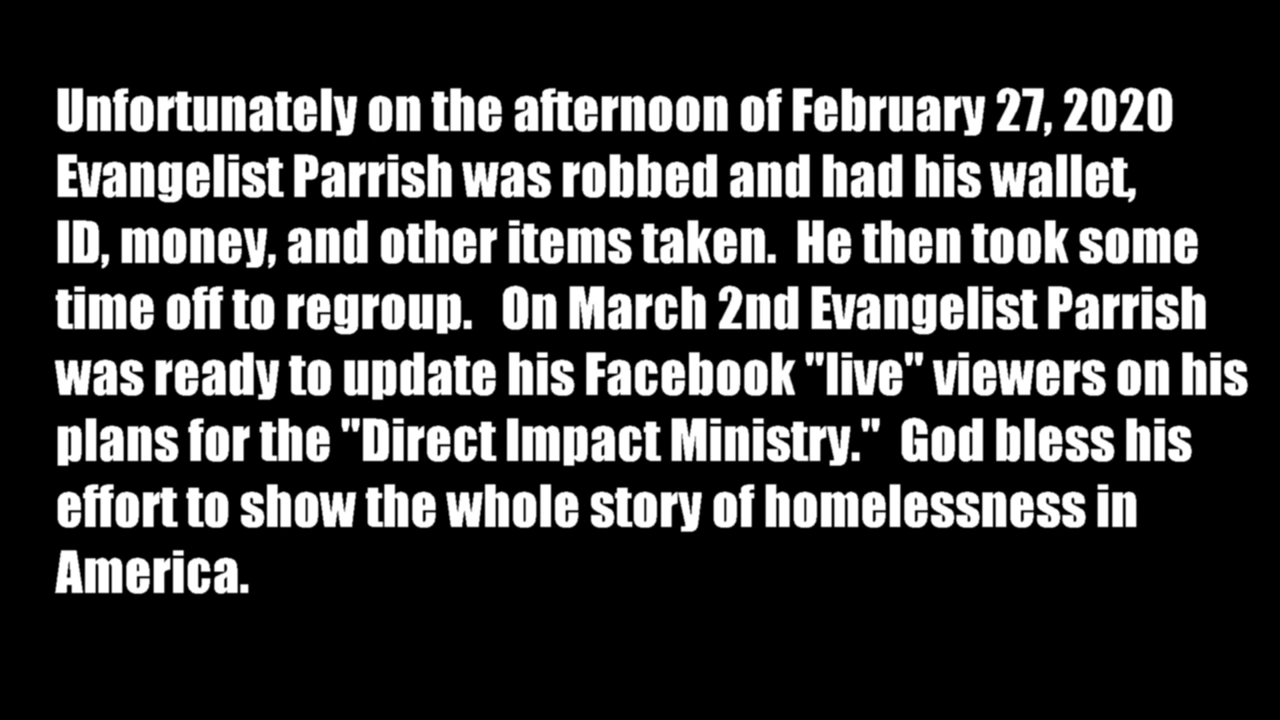 Unfortunately on the afternoon of February 27, 2020
Evangelist Parrish was robbed and had his wallet,
ID, money, and other items taken.  He then took some
time off to regroup.   On March 2nd Evangelist Parrish
was ready to update his Facebook "live" viewers on his
plans for the "Direct Impact Ministry."  God bless his
effort to show the whole story of homelessness in
America.